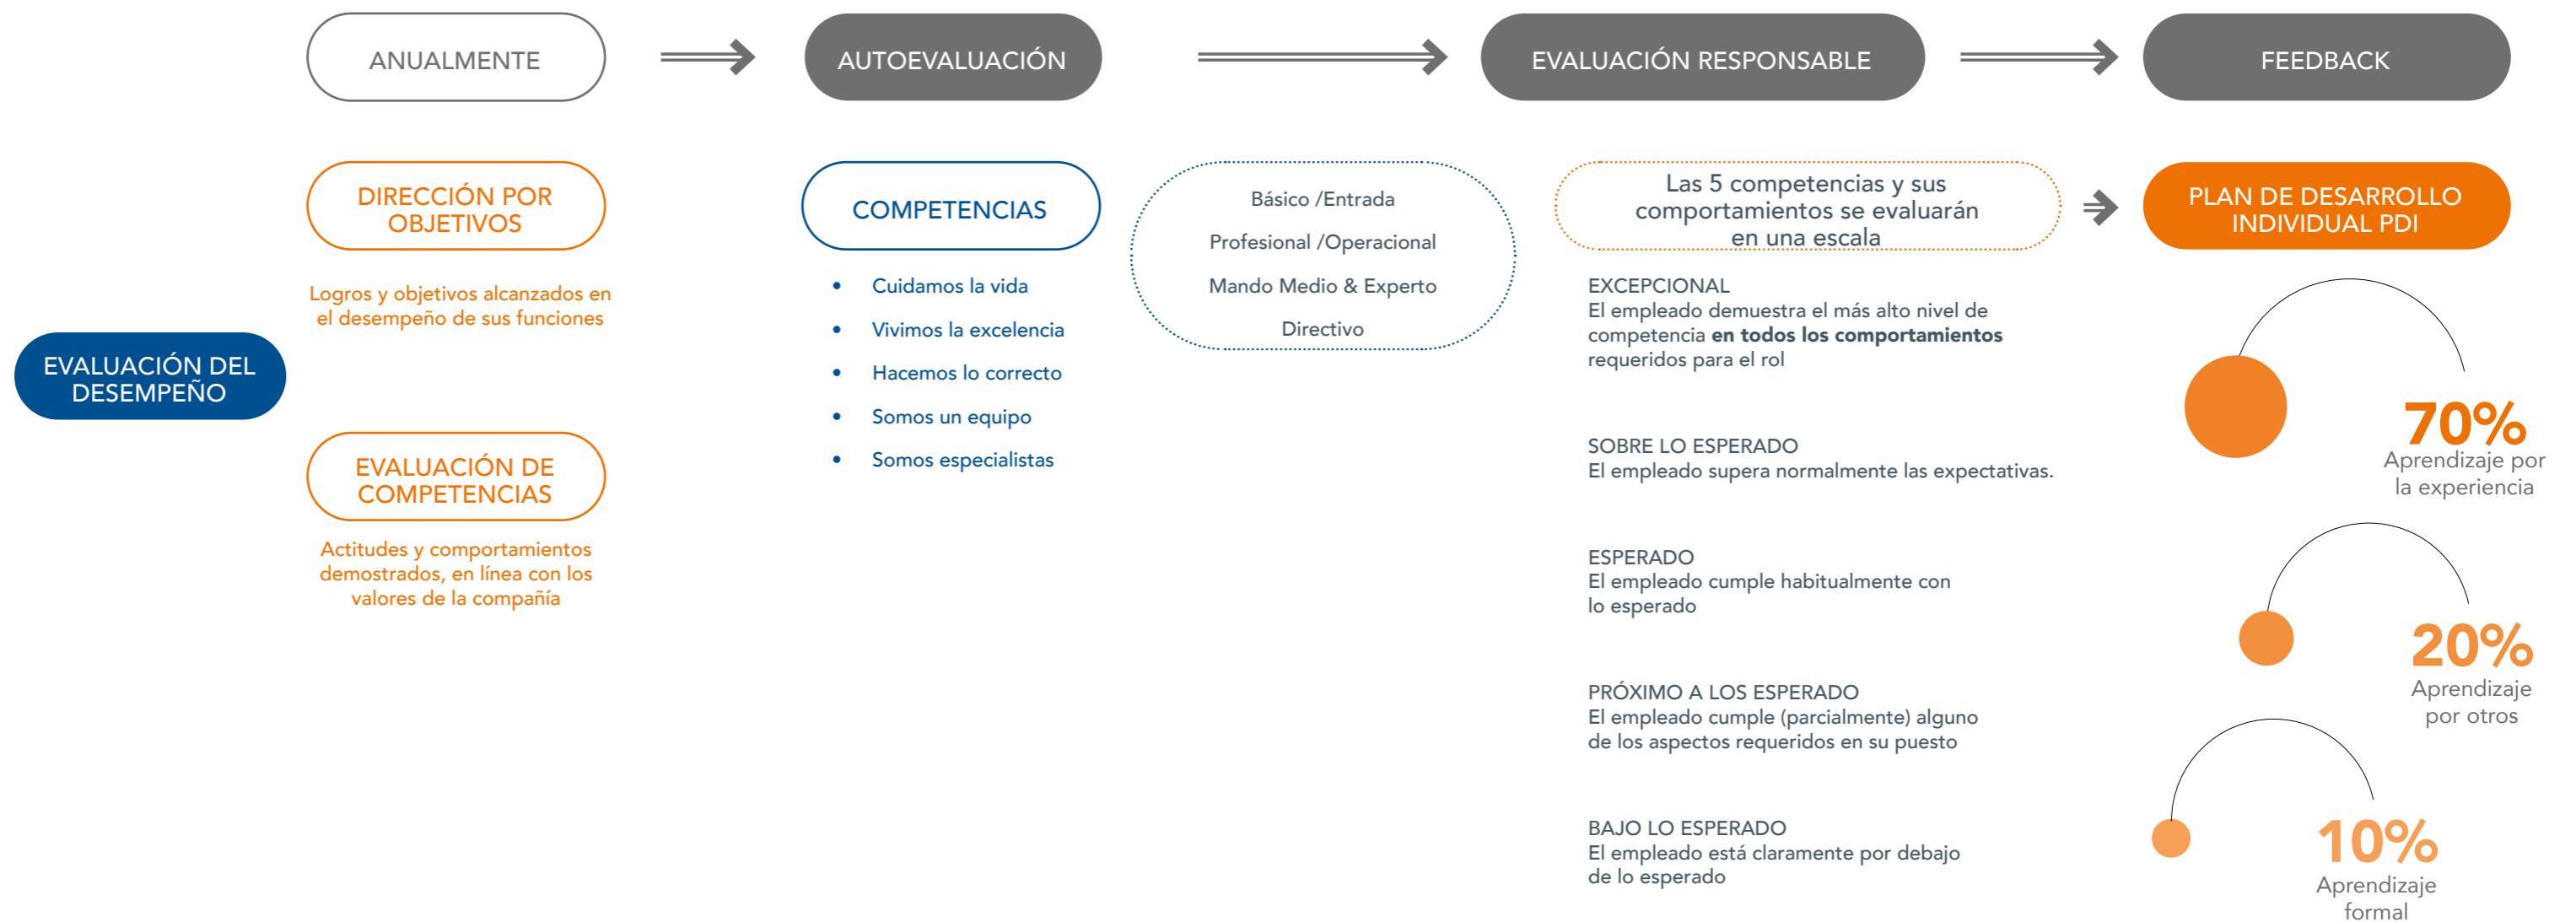 ANUALMENTE
AUTOEVALUACIÓN
EVALUACIÓN RESPONSABLE
FEEDBACK
EVALUACIÓN DEL
DESEMPEÑO
DIRECCIÓN POR
OBJETIVOS
Logros y objetivos alcanzados en
el desempeño de sus funciones
EVALUACIÓN DE
COMPETENCIAS
Actitudes y comportamientos
demostrados, en línea con los
valores de la compañía
COMPETENCIAS
• Cuidamos la vida
• Vivimos la excelencia
• Hacemos lo correcto
• Somos un equipo
• Somos especialistas
Básico /Entrada
Profesional /Operacional
Mando Medio & Experto
Directivo
Las 5 competencias y sus
comportamientos se evaluarán
en una escala
EXCEPCIONAL
El empleado demuestra el más alto nivel de
competencia en todos los comportamientos
requeridos para el rol
SOBRE LO ESPERADO
El empleado supera normalmente las expectativas.
ESPERADO
El empleado cumple habitualmente con
lo esperado
PRÓXIMO A LOS ESPERADO
El empleado cumple (parcialmente) alguno
de los aspectos requeridos en su puesto
BAJO LO ESPERADO
El empleado está claramente por debajo
de lo esperado
PLAN DE DESARROLLO
INDIVIDUAL PDI
70%
Aprendizaje por
la experiencia
20%
Aprendizaje
por otros
10%
Aprendizaje
formal